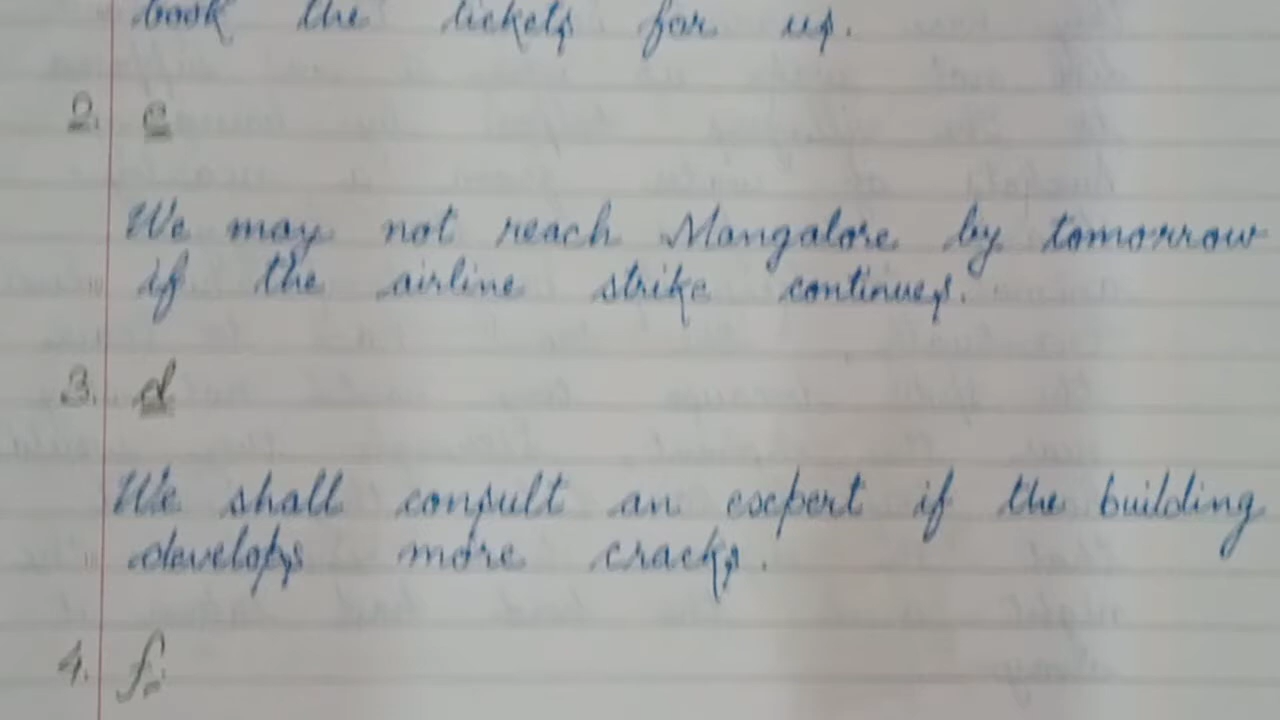 book the tickets for us.
2. e
We may not reach Mangalore by tomorrow
if the airline strike continues.
3. d
We shall consult an expert if the building
develops more cracks.
4. f.